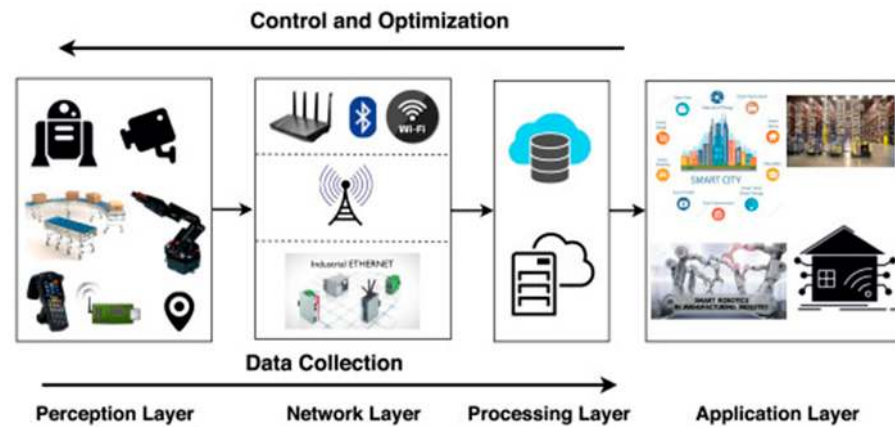 Control and Optimization
Wi-Fi
SMART CITY
Industrial ETHERNET
SMART ROBOTICS
IN MANUFACTURING INDUSTRY
Data Collection
Perception Layer
Network Layer
Processing Layer
Application Layer